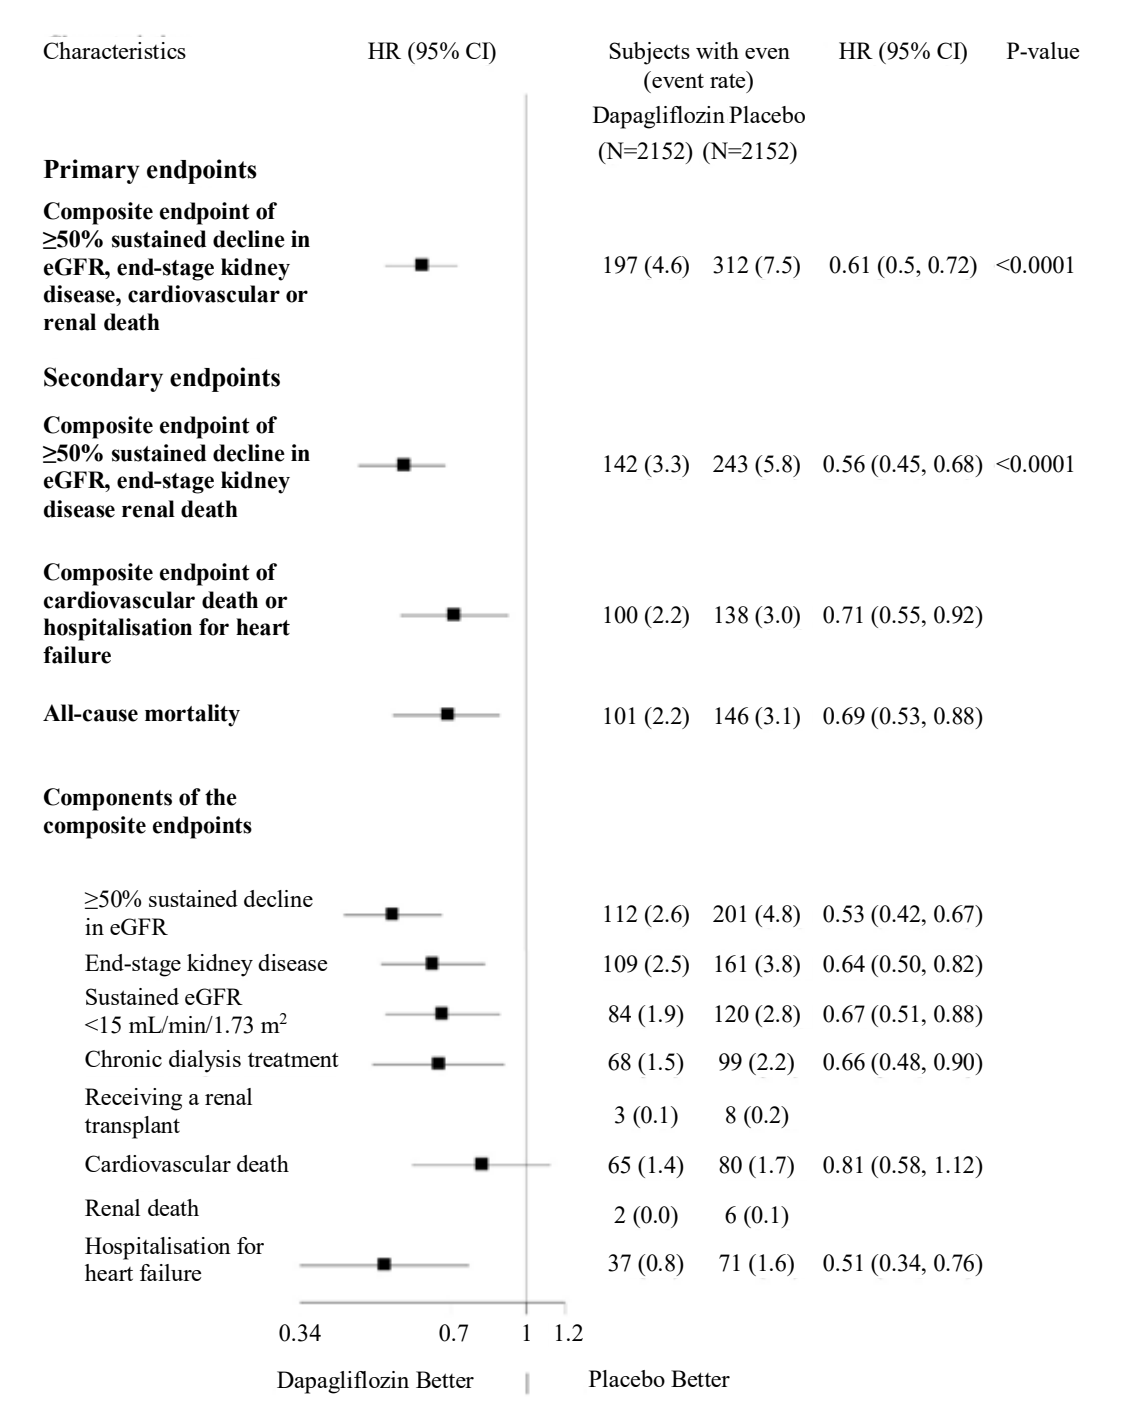 Characteristics HR (95% CI) Subjects with even HR (95% CI) P-value
(event rate)
Dapagliflozin Placebo
(N=2152) (N=2152)
Primary endpoints
Composite endpoint of
≥50% sustained decline in
eGFR, end-stage kidney 197 (4.6) 312 (7.5) 0.61 (0.5, 0.72) <0.0001
disease, cardiovascular or
renal death
Secondary endpoints
Composite endpoint of
≥50% sustained decline in 142 (3.3) 243 (5.8) 0.56 (0.45, 0.68) <0.0001
eGFR, end-stage kidney
disease renal death
Composite endpoint of
cardiovascular death or 100 (2.2) 138 (3.0) 0.71 (0.55, 0.92)
hospitalisation for heart
failure
All-cause mortality 101 (2.2) 146 (3.1) 0.69 (0.53, 0.88)
Components of the
composite endpoints
≥50% sustained decline 112 (2.6) 201 (4.8) 0.53 (0.42, 0.67)
in eGFR
End-stage kidney disease 109 (2.5) 161 (3.8) 0.64 (0.50, 0.82)
Sustained eGFR 84 (1.9) 120 (2.8) 0.67 (0.51, 0.88)
<15 mL/min/1.73 m²
Chronic dialysis treatment 68 (1.5) 99 (2.2) 0.66 (0.48, 0.90)
Receiving a renal 3 (0.1) 8 (0.2)
transplant
Cardiovascular death 65 (1.4) 80 (1.7) 0.81 (0.58, 1.12)
Renal death 2 (0.0) 6 (0.1)
Hospitalisation for 37 (0.8) 71 (1.6) 0.51 (0.34, 0.76)
heart failure
0.34 0.7 1 1.2
Dapagliflozin Better Placebo Better